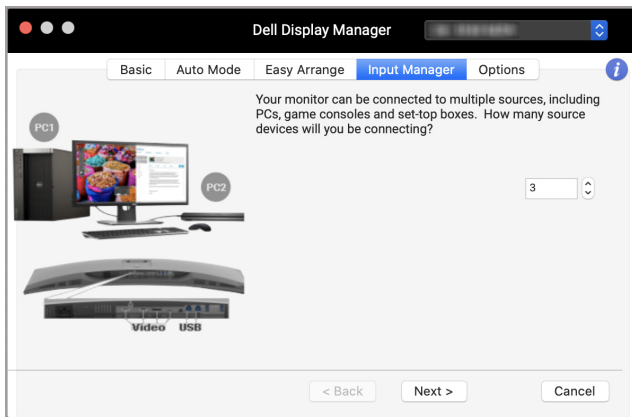 Dell Display Manager
Basic
Auto Mode
Easy Arrange
Input Manager
Options
i
Your monitor can be connected to multiple sources, including
PCs, game consoles and set-top boxes.  How many source
devices will you be connecting?
PC1
3
PC2
Video
USB
< Back
Next >
Cancel